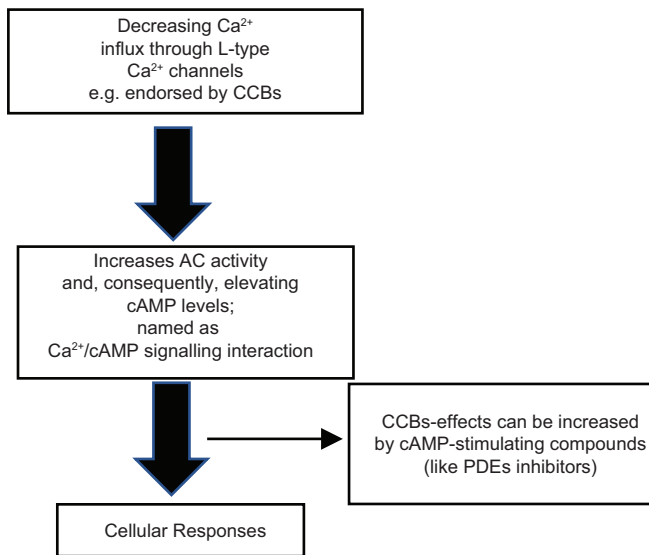 Decreasing Ca²⁺
influx through L-type
Ca²⁺ channels
e.g. endorsed by CCBs
Increases AC activity
and, consequently, elevating
cAMP levels;
named as
Ca²⁺/cAMP signalling interaction
CCBs-effects can be increased
by cAMP-stimulating compounds
(like PDEs inhibitors)
Cellular Responses